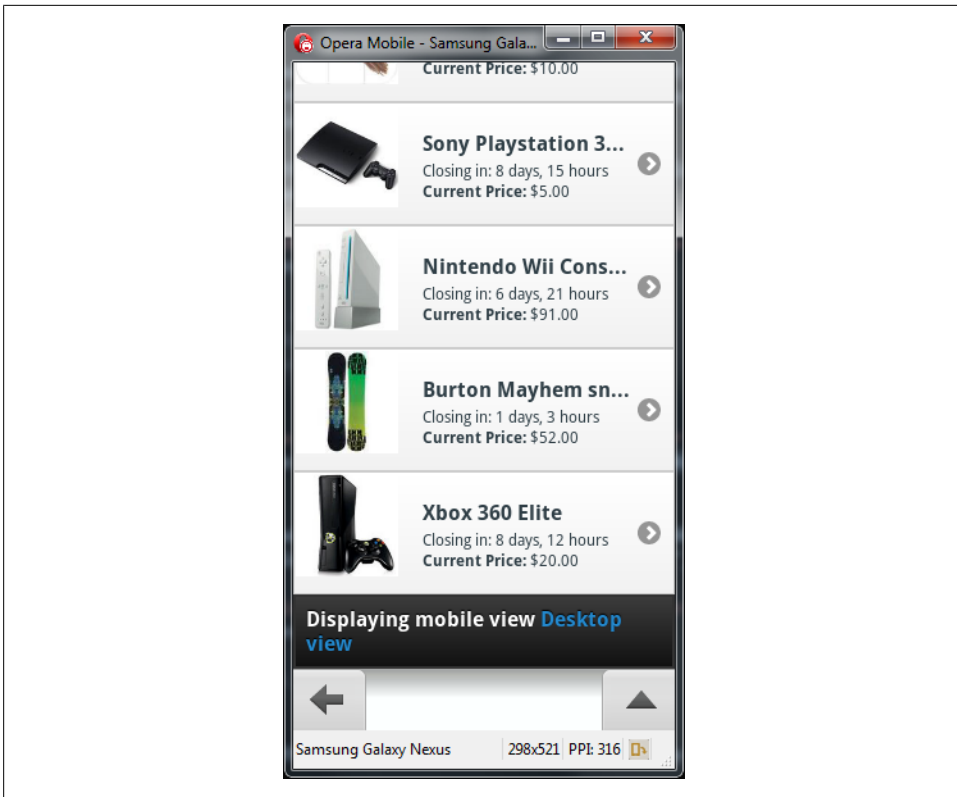 Opera Mobile - Samsung Gala...
Current Price: $10.00
Sony Playstation 3...
Closing in: 8 days, 15 hours
Current Price: $5.00
Nintendo Wii Cons...
Closing in: 6 days, 21 hours
Current Price: $91.00
Burton Mayhem sn...
Closing in: 1 days, 3 hours
Current Price: $52.00
Xbox 360 Elite
Closing in: 8 days, 12 hours
Current Price: $20.00
Displaying mobile view Desktop
view
Samsung Galaxy Nexus 298x521 PPI: 316